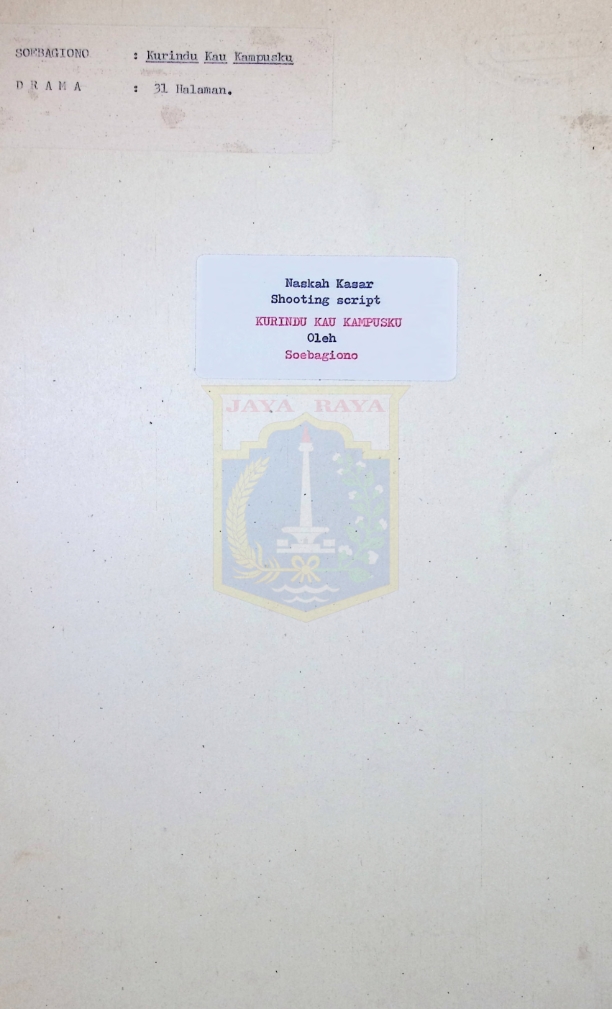 SOEBAGIONO : Kurindu Kau Kampusku
D R A M A : 31 Halaman.
Naskah Kasar
Shooting script
KURINDU KAU KAMPUSKU
Oleh
Soebagiono
JAYA RAYA